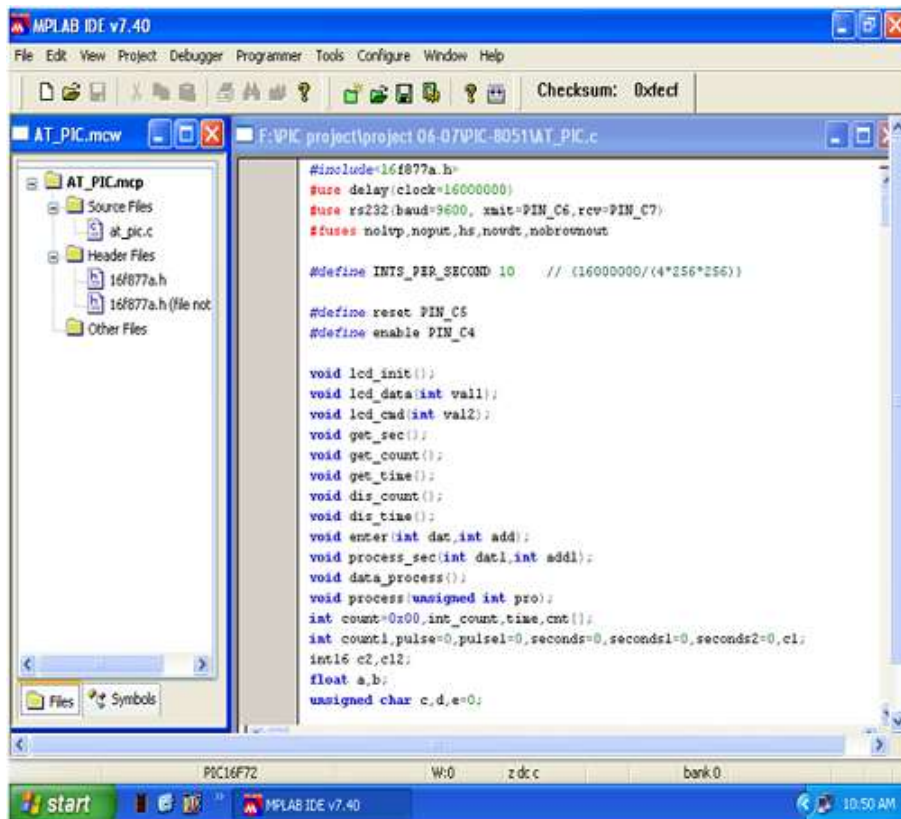 MPLAB IDE v7.40
File Edit View Project Debugger Programmer Tools Configure Window Help
Checksum: 0xfecf
AT_PIC.mcw
AT_PIC.mcp
Source Files
at_pic.c
Header Files
16f877a.h
16f877a.h (file not
Other Files
Files Symbols
F:\PIC project\project 06-07\PIC-8051\AT_PIC.c
#include<16f877a.h>
#use delay(clock=16000000)
#use rs232(baud=9600, xmit=PIN_C6,rcv=PIN_C7)
#fuses nolvp,noput,hs,nowdt,nobrownout
#define INTS_PER_SECOND 10 // (16000000/(4*256*256))
#define reset PIN_C5
#define enable PIN_C4
void lcd_init();
void lcd_data(int val1);
void lcd_cmd(int val2);
void get_sec();
void get_count();
void get_time();
void dis_count();
void dis_time();
void enter(int dat,int add);
void process_sec(int dat1,int add1);
void data_process();
void process(unsigned int pro);
int count=0x00,int_count,time,cnt[];
int count1,pulse=0,pulse1=0,seconds=0,seconds1=0,seconds2=0,c1;
int16 c2,c12;
float a,b;
unsigned char c,d,e=0;
PIC16F72 W:0 z dc c bank 0
start MPLAB IDE v7.40 10:50 AM